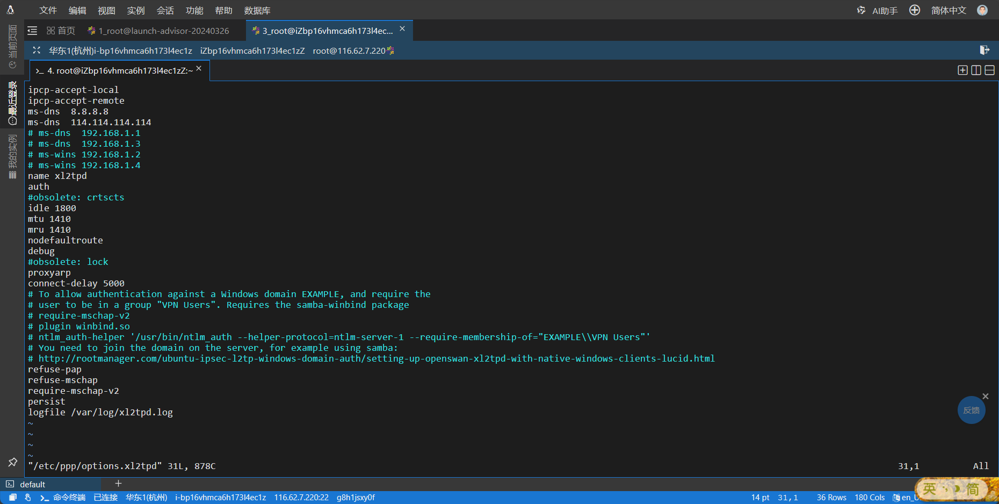 文件 编辑 视图 实例 会话 功能 帮助 数据库 AI助手 简体中文
首页 1_root@launch-advisor-20240326 3_root@iZbp16vhmca6h173l4ec...
当前页面
最近登录
我的实例
华东1(杭州)i-bp16vhmca6h173l4ec1z iZbp16vhmca6h173l4ec1zZ root@116.62.7.220
>_ 4. root@iZbp16vhmca6h173l4ec1zZ:~
ipcp-accept-local
ipcp-accept-remote
ms-dns  8.8.8.8
ms-dns  114.114.114.114
# ms-dns  192.168.1.1
# ms-dns  192.168.1.3
# ms-wins 192.168.1.2
# ms-wins 192.168.1.4
name xl2tpd
auth
#obsolete: crtscts
idle 1800
mtu 1410
mru 1410
nodefaultroute
debug
#obsolete: lock
proxyarp
connect-delay 5000
# To allow authentication against a Windows domain EXAMPLE, and require the
# user to be in a group "VPN Users". Requires the samba-winbind package
# require-mschap-v2
# plugin winbind.so
# ntlm_auth-helper '/usr/bin/ntlm_auth --helper-protocol=ntlm-server-1 --require-membership-of="EXAMPLE\\VPN Users"'
# You need to join the domain on the server, for example using samba:
# http://rootmanager.com/ubuntu-ipsec-l2tp-windows-domain-auth/setting-up-openswan-xl2tpd-with-native-windows-clients-lucid.html
refuse-pap
refuse-mschap
require-mschap-v2
persist
logfile /var/log/xl2tpd.log
~
~
~
~
反馈
"/etc/ppp/options.xl2tpd" 31L, 878C 31,1 All
default
命令终端 已连接 华东1(杭州) i-bp16vhmca6h173l4ec1z 116.62.7.220:22 g8h1jsxy0f 14 pt 31,1 36 Rows 180 Cols
英 简